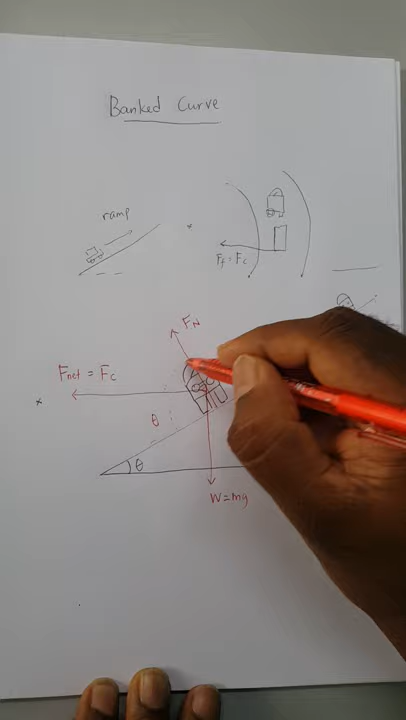 Banked Curve
ramp
Ff = Fc
FN
Fnet = Fc
θ
θ
W=mg